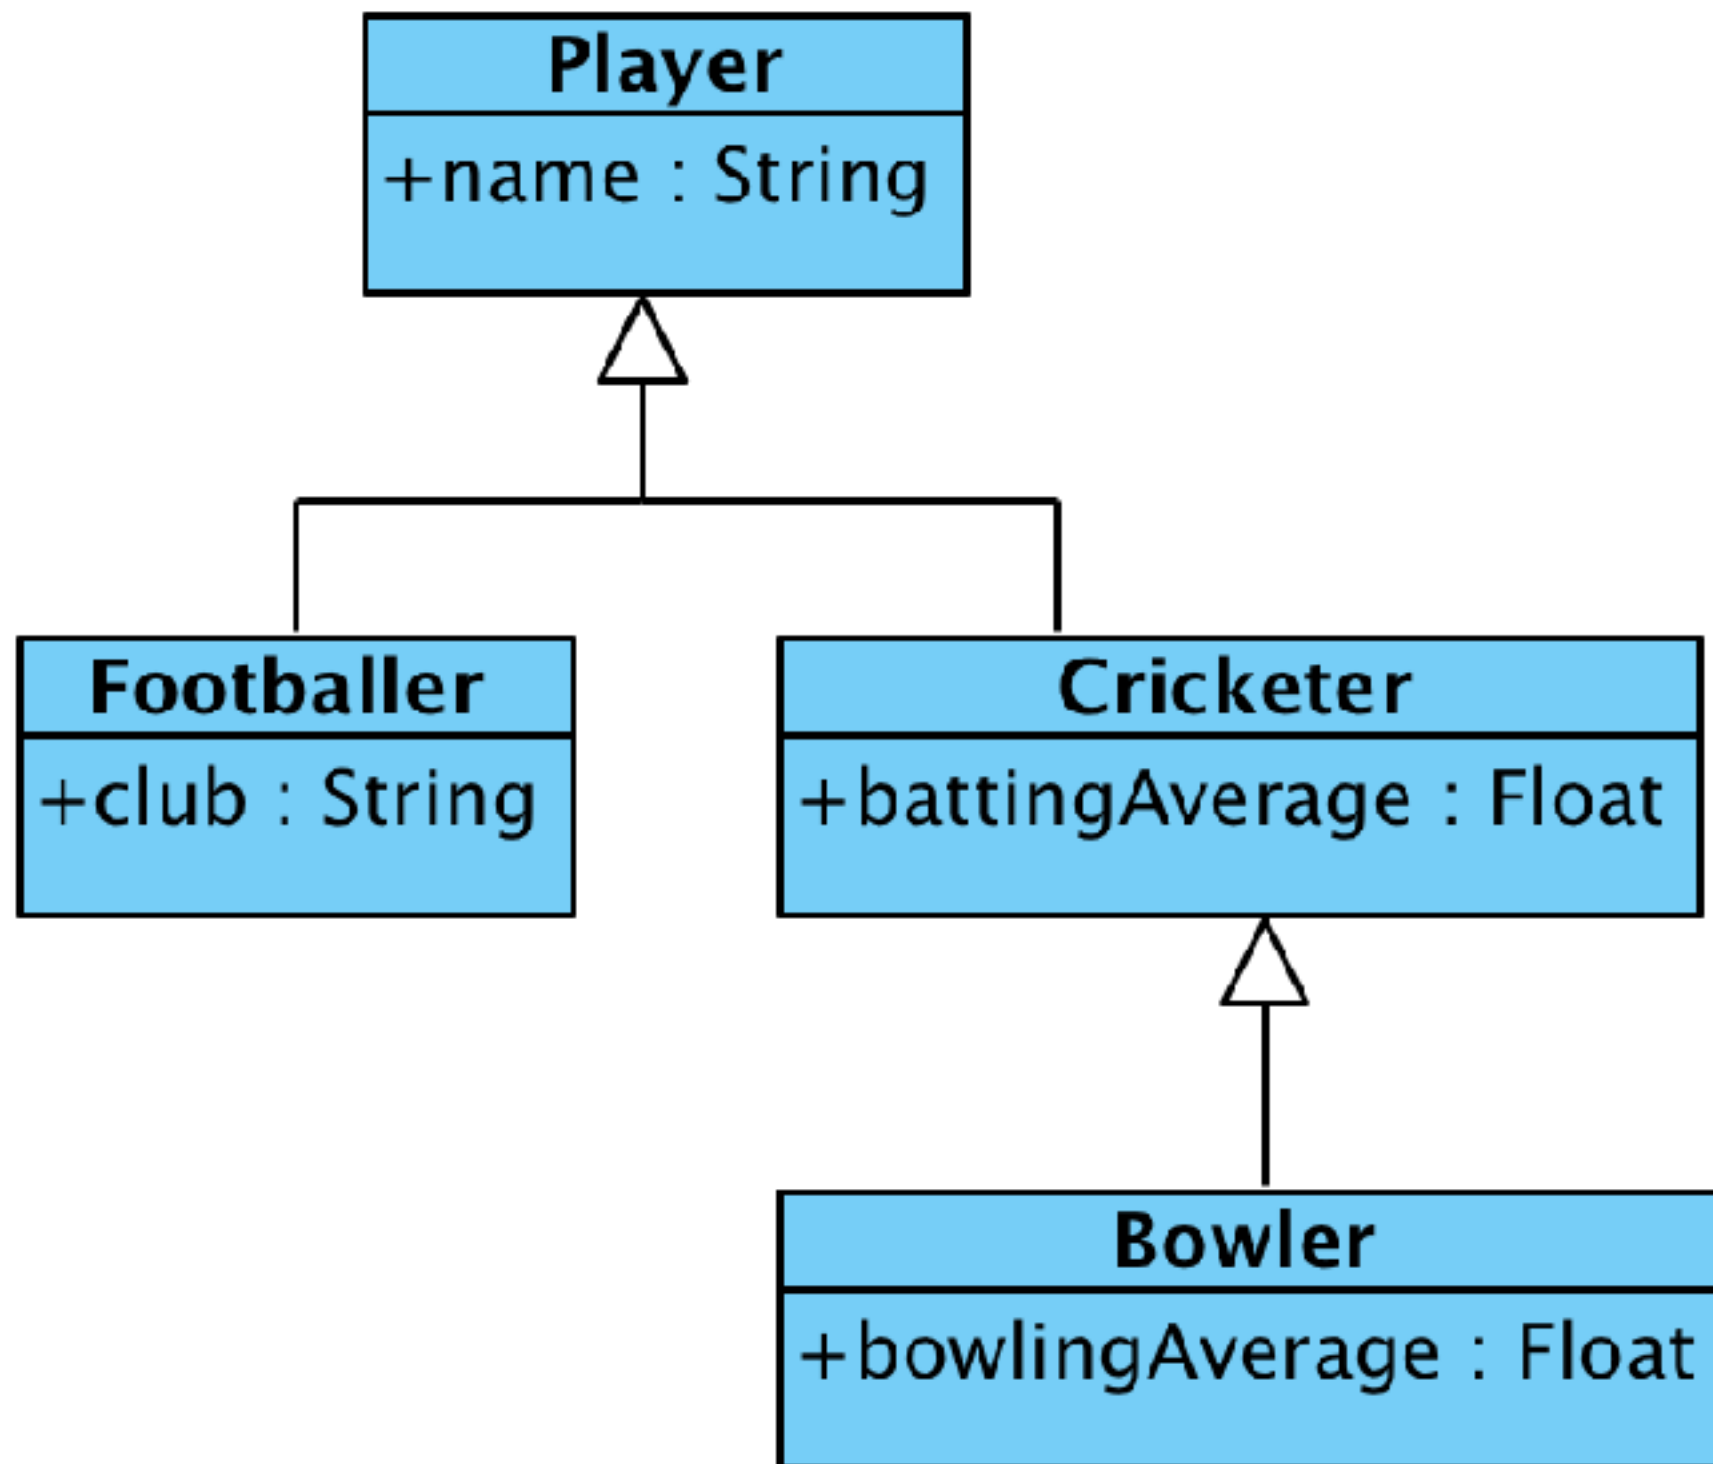 Player
+name : String
Footballer
+club : String
Cricketer
+battingAverage : Float
Bowler
+bowlingAverage : Float